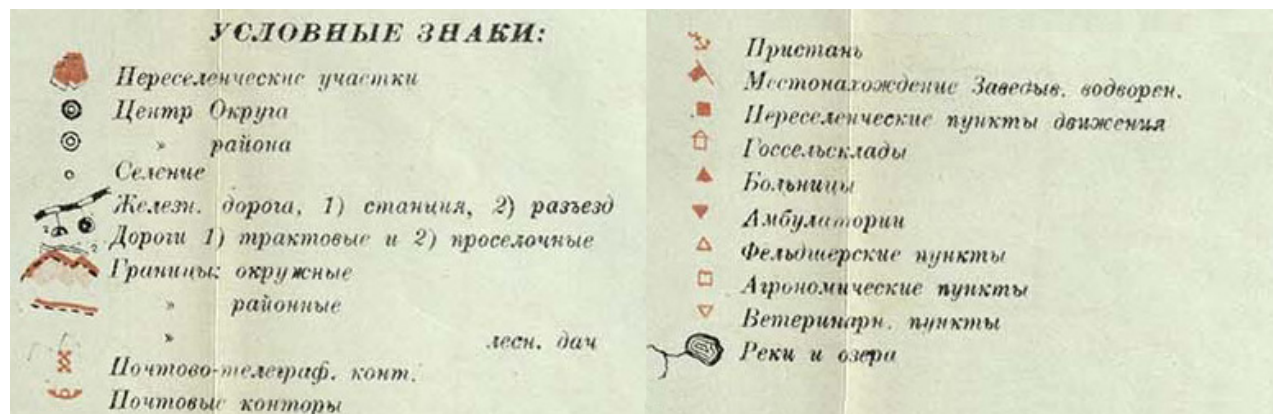 УСЛОВНЫЕ ЗНАКИ:
Переселенческие участки
Центр Округа
" района
Селение
Железн. дорога, 1) станция, 2) разъезд
Дороги 1) трактовые и 2) проселочные
Границы: окружные
" районные
" лесн. дач
Почтово-телеграф. конт.
Почтовые конторы
Пристань
Местонахождение Заведыв. водворен.
Переселенческие пункты движения
Госсельсклады
Больницы
Амбулатории
Фельдшерские пункты
Агрономические пункты
Ветеринарн. пункты
Реки и озера